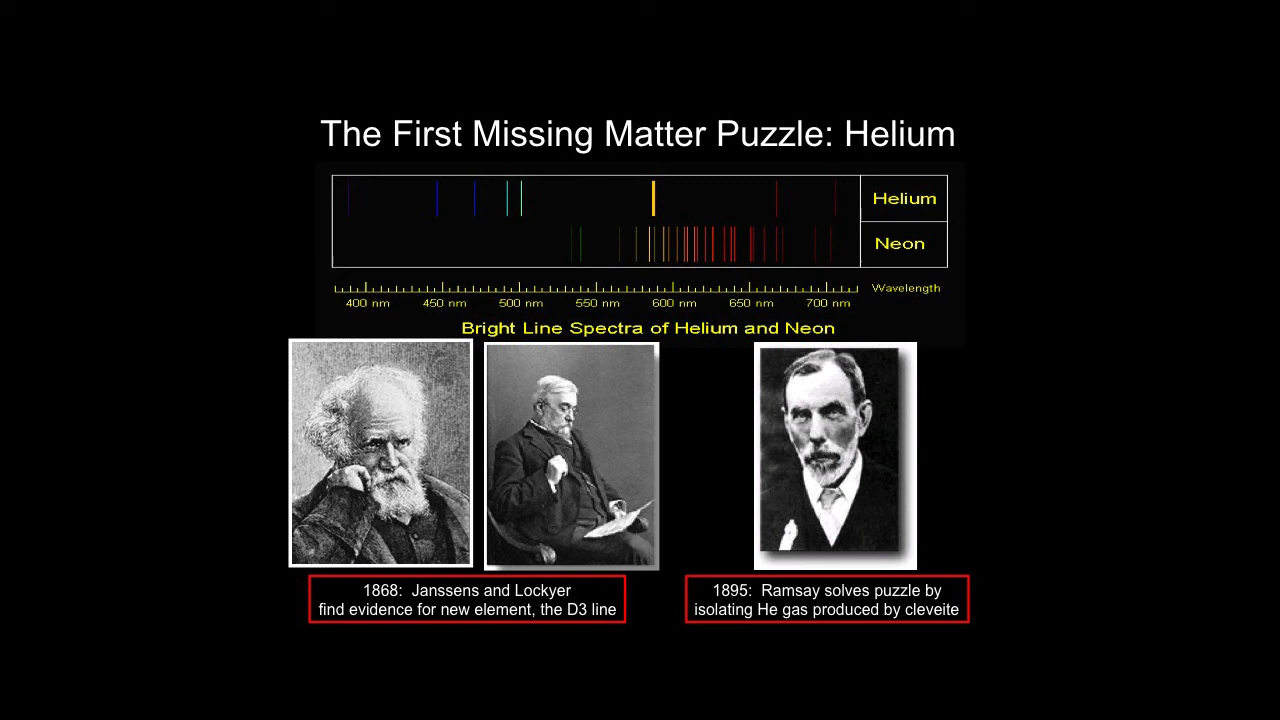 The First Missing Matter Puzzle: Helium
Helium
Neon
400 nm 450 nm 500 nm 550 nm 600 nm 650 nm 700 nm Wavelength
Bright Line Spectra of Helium and Neon
1868: Janssens and Lockyer
find evidence for new element, the D3 line
1895: Ramsay solves puzzle by
isolating He gas produced by cleveite